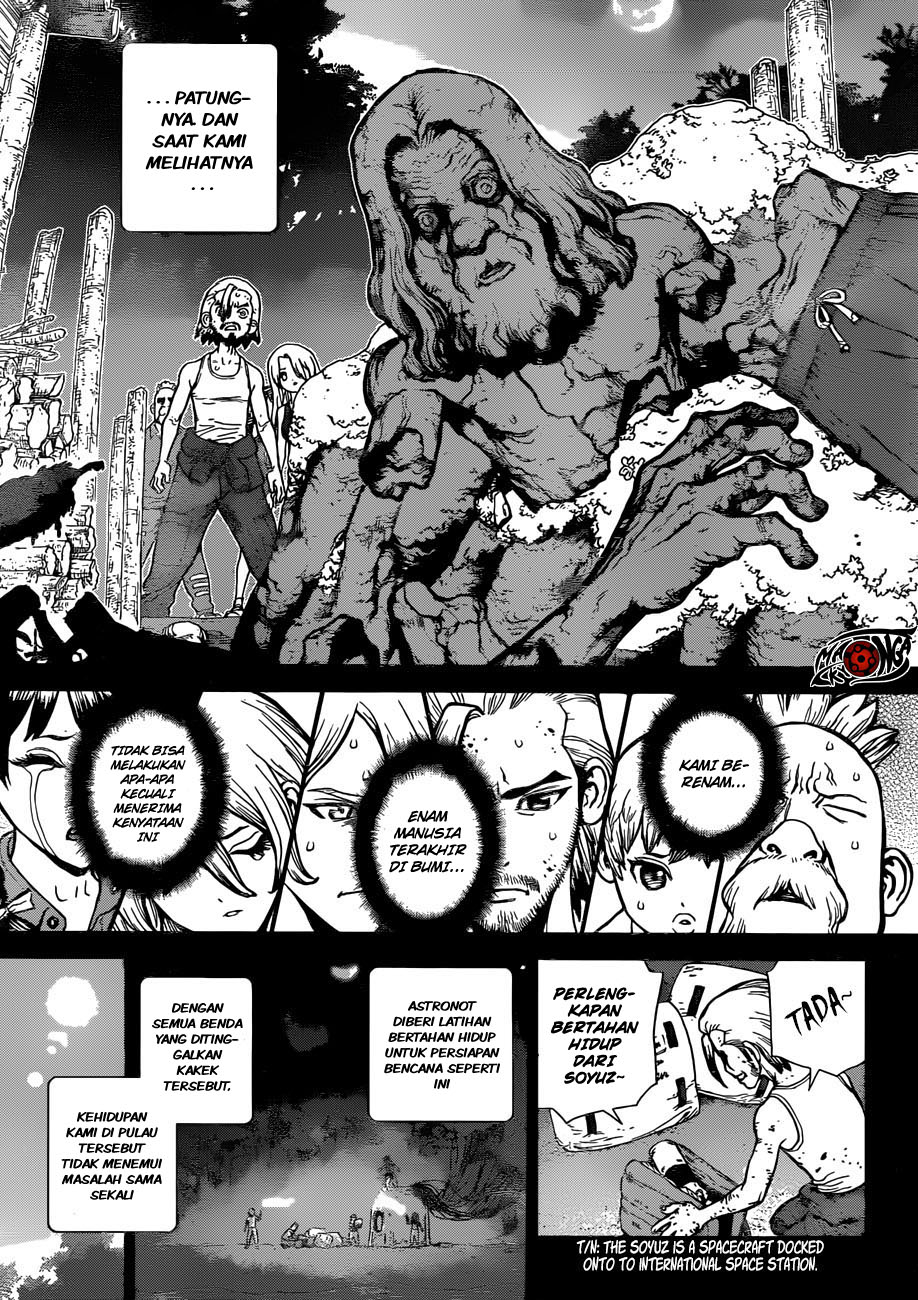 ...PATUNG-
NYA. DAN
SAAT KAMI
MELIHATNYA
...
MANGA
KAMI BE-
RENAM...
ENAM
MANUSIA
TERAKHIR
DI BUMI...
TIDAK BISA
MELAKUKAN
APA-APA
KECUALI
MENERIMA
KENYATAAN
INI
TADA~
PERLENG-
KAPAN
BERTAHAN
HIDUP
DARI
SOYUZ~
T/N: THE SOYUZ IS A SPACECRAFT DOCKED
ONTO TO INTERNATIONAL SPACE STATION.
ASTRONOT
DIBERI LATIHAN
BERTAHAN HIDUP
UNTUK PERSIAPAN
BENCANA SEPERTI
INI
DENGAN
SEMUA BENDA
YANG DITING-
GALKAN
KAKEK
TERSEBUT.
KEHIDUPAN
KAMI DI PULAU
TERSEBUT
TIDAK MENEMUI
MASALAH SAMA
SEKALI